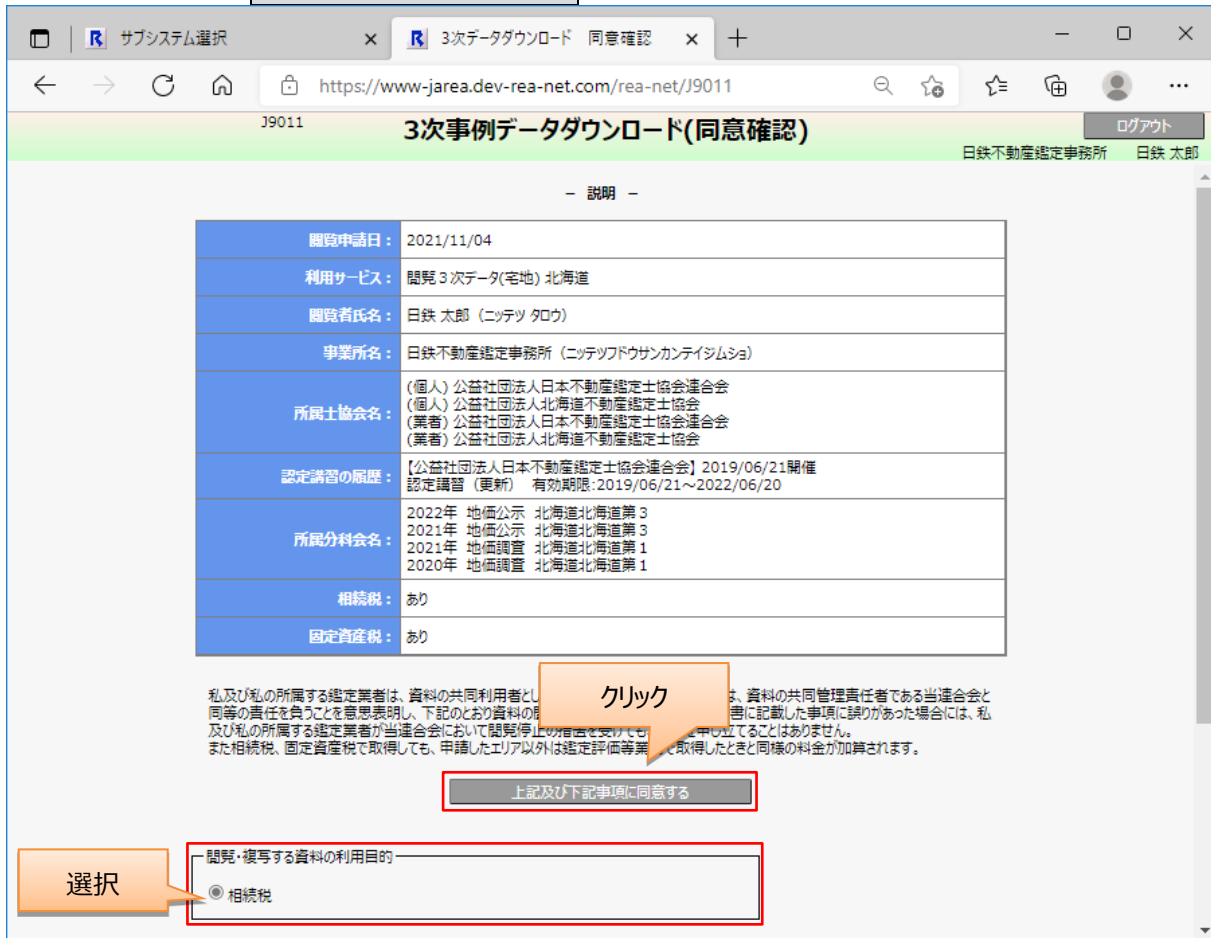 サブシステム選択
3次データダウンロード 同意確認
https://www-jarea.dev-rea-net.com/rea-net/J9011
J9011
3次事例データダウンロード(同意確認)
ログアウト
日鉄不動産鑑定事務所 日鉄 太郎
－ 説明 －
閲覧申請日： 2021/11/04
利用サービス： 閲覧３次データ(宅地) 北海道
閲覧者氏名： 日鉄 太郎（ニッテツ タロウ）
事業所名： 日鉄不動産鑑定事務所（ニッテツフドウサンカンテイジムショ）
所属士協会名：
(個人) 公益社団法人日本不動産鑑定士協会連合会
(個人) 公益社団法人北海道不動産鑑定士協会
(業者) 公益社団法人日本不動産鑑定士協会連合会
(業者) 公益社団法人北海道不動産鑑定士協会
認定講習の履歴：
【公益社団法人日本不動産鑑定士協会連合会】 2019/06/21開催
認定講習（更新） 有効期限:2019/06/21～2022/06/20
所属分科会名：
2022年 地価公示 北海道北海道第３
2021年 地価公示 北海道北海道第３
2021年 地価調査 北海道北海道第１
2020年 地価調査 北海道北海道第１
相続税： あり
固定資産税： あり
私及び私の所属する鑑定業者は、資料の共同利用者とし は、資料の共同管理責任者である当連合会と
同等の責任を負うことを意思表明し、下記のとおり資料の 書に記載した事項に誤りがあった場合には、私
及び私の所属する鑑定業者が当連合会において閲覧停止の措置を受けても 申し立てることはありません。
また相続税、固定資産税で取得しても、申請したエリア以外は鑑定評価等業 で取得したときと同様の料金が加算されます。
クリック
上記及び下記事項に同意する
閲覧・複写する資料の利用目的
選択
相続税